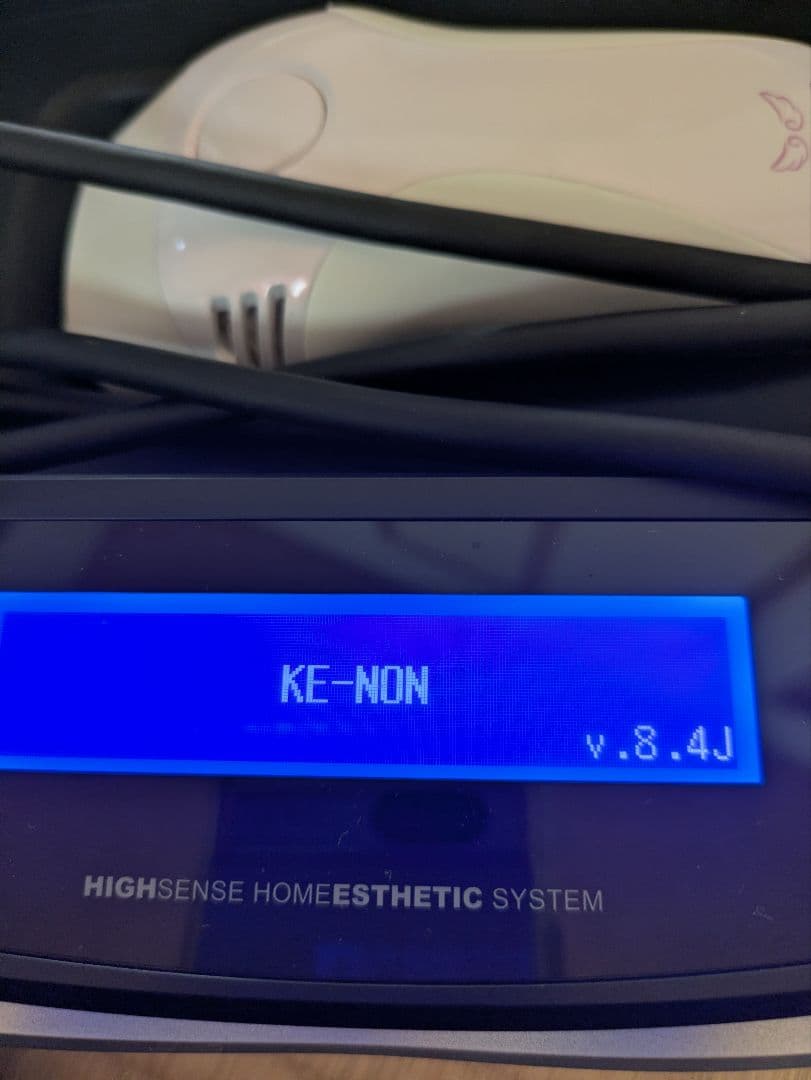 KE-NON
v.8.4J
HIGHSENSE HOMEESTHETIC SYSTEM